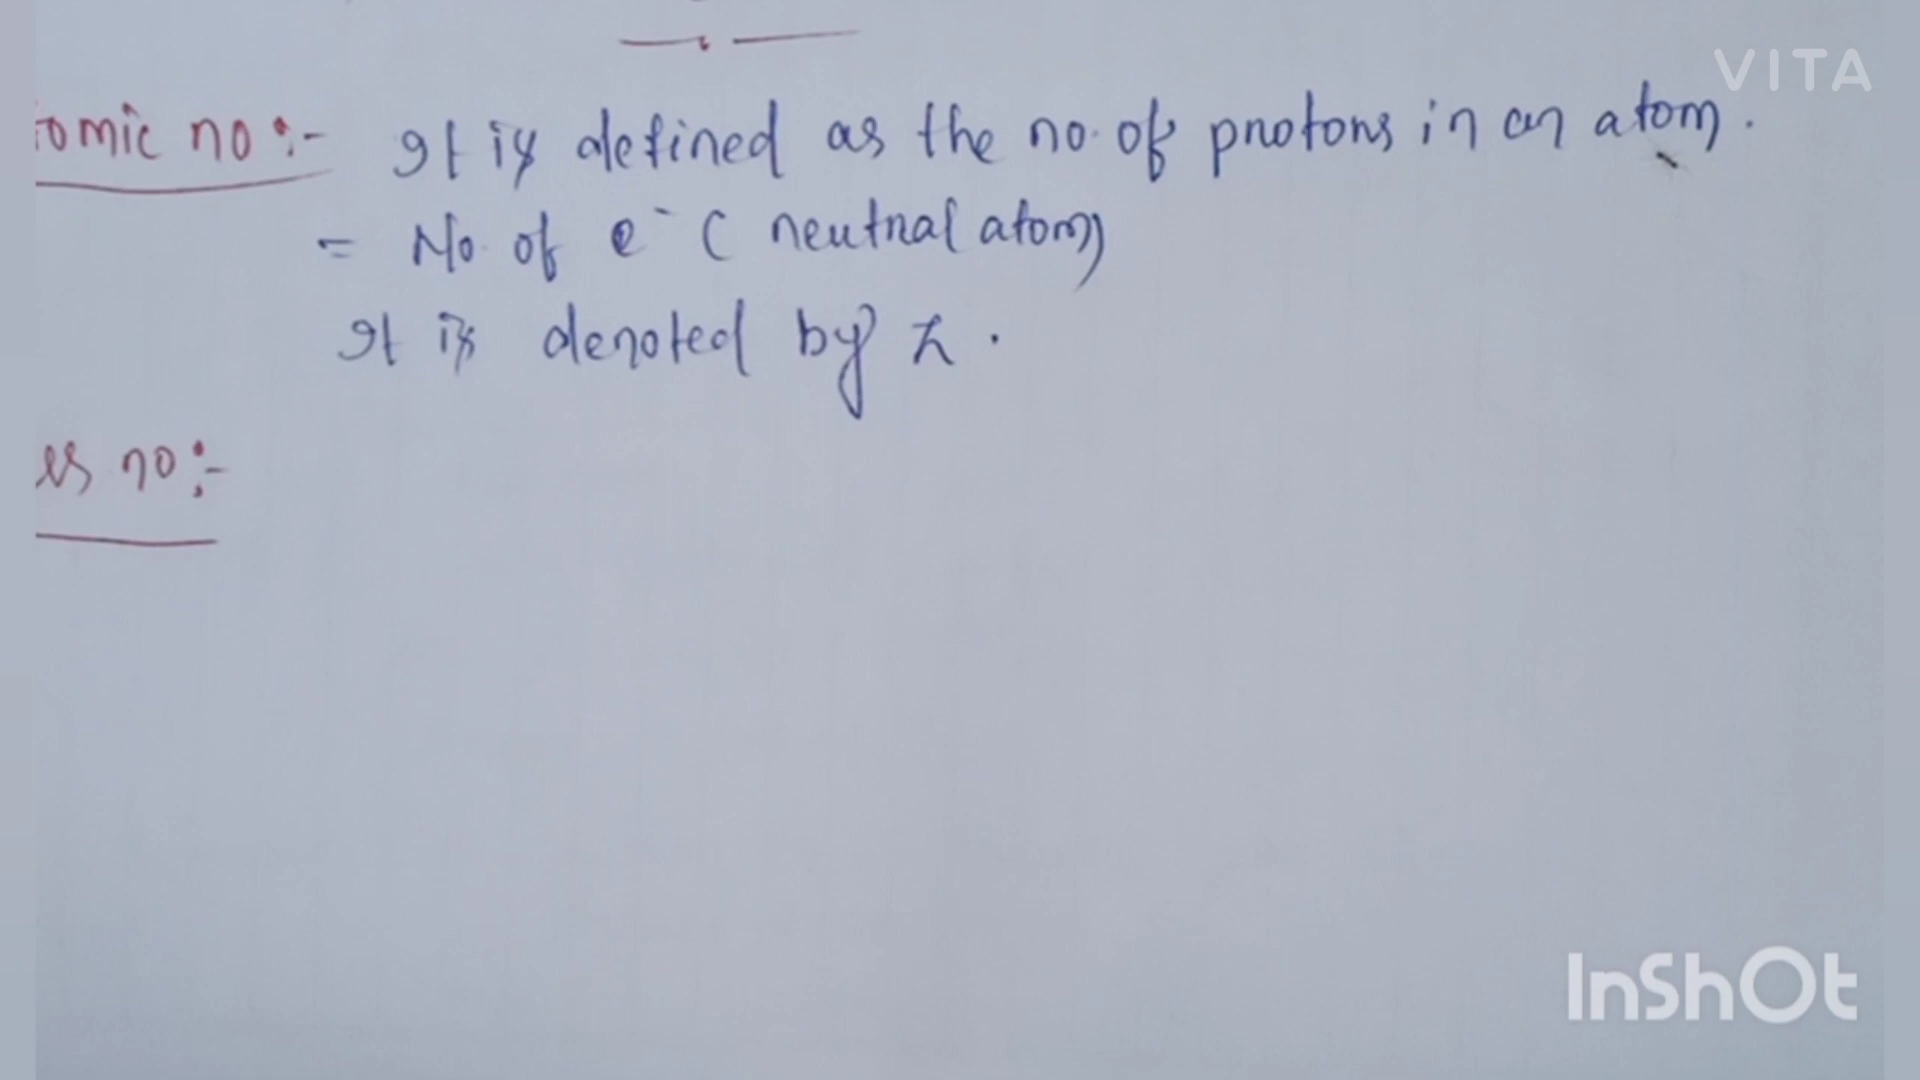 VITA
tomic no :- It is defined as the no. of protons in an atom.
= No. of e⁻ ( neutral atom)
It is denoted by Z.
no :-
InShOt